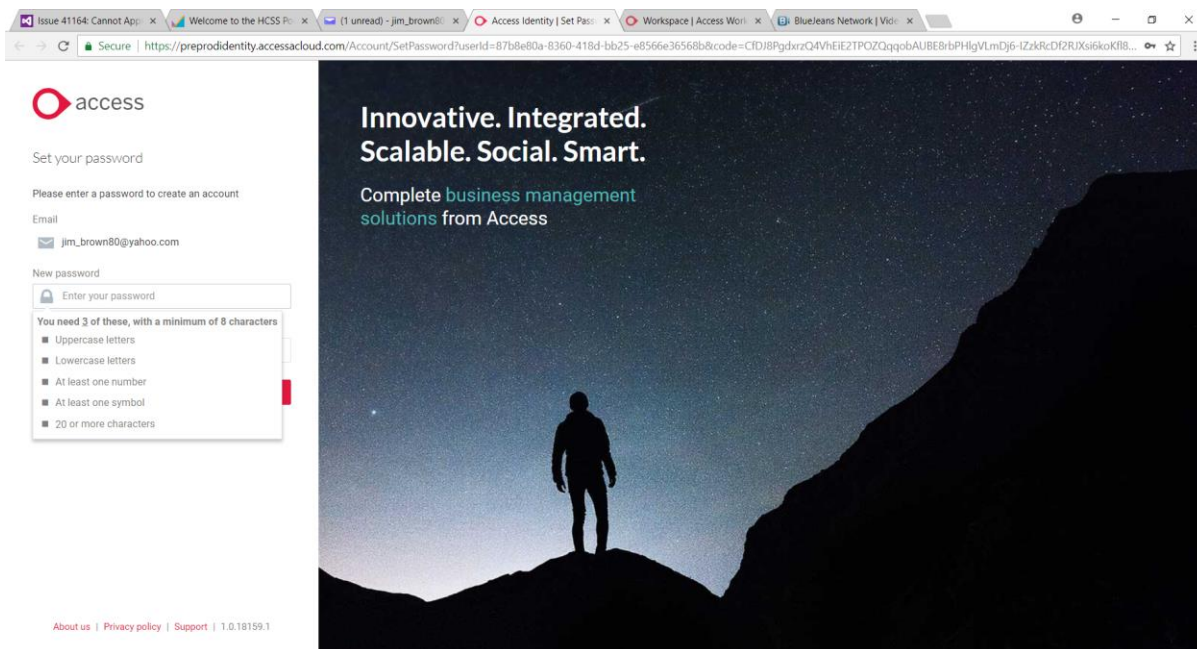 Issue 41164: Cannot App
Welcome to the HCSS Po
(1 unread) - jim_brown80
Access Identity | Set Pass
Workspace | Access Work
BlueJeans Network | Vide
Secure | https://preprodidentity.accessacloud.com/Account/SetPassword?userId=87b8e80a-8360-418d-bb25-e8566e36568b&code=CfDJ8PgdxrzQ4VhEiE2TPOZQqqobAUBE8rbPHlgVLmDj6-IZzkRcDf2RJXsi6koKfl8...
access
Set your password
Please enter a password to create an account
Email
jim_brown80@yahoo.com
New password
Enter your password
You need 3 of these, with a minimum of 8 characters
Uppercase letters
Lowercase letters
At least one number
At least one symbol
20 or more characters
About us | Privacy policy | Support | 1.0.18159.1
Innovative. Integrated.
Scalable. Social. Smart.
Complete business management
solutions from Access